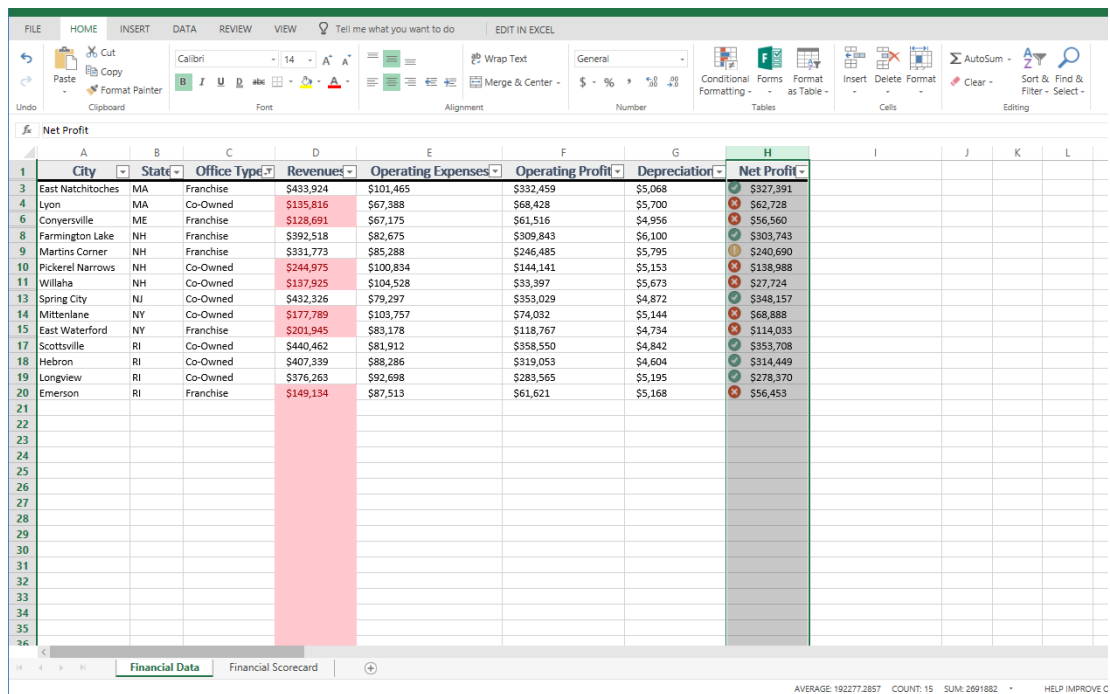 FILE HOME INSERT DATA REVIEW VIEW Tell me what you want to do EDIT IN EXCEL
Cut
Copy
Format Painter
Paste
Calibri 14 A A
B I U D abc A
Wrap Text
Merge & Center
General
$ % , .0 .00
Conditional Formatting Forms Format as Table
Insert Delete Format
Σ AutoSum
Clear
Sort & Filter Find & Select
Undo Clipboard Font Alignment Number Tables Cells Editing
fx Net Profit
A B C D E F G H I J K L
1 City State Office Type Revenues Operating Expenses Operating Profit Depreciation Net Profit
3 East Natchitoches MA Franchise $433,924 $101,465 $332,459 $5,068 $327,391
4 Lyon MA Co-Owned $135,816 $67,388 $68,428 $5,700 $62,728
6 Conyersville ME Franchise $128,691 $67,175 $61,516 $4,956 $56,560
8 Farmington Lake NH Franchise $392,518 $82,675 $309,843 $6,100 $303,743
9 Martins Corner NH Franchise $331,773 $85,288 $246,485 $5,795 $240,690
10 Pickerel Narrows NH Co-Owned $244,975 $100,834 $144,141 $5,153 $138,988
11 Willaha NH Co-Owned $137,925 $104,528 $33,397 $5,673 $27,724
13 Spring City NJ Co-Owned $432,326 $79,297 $353,029 $4,872 $348,157
14 Mittenlane NY Co-Owned $177,789 $103,757 $74,032 $5,144 $68,888
15 East Waterford NY Franchise $201,945 $83,178 $118,767 $4,734 $114,033
17 Scottsville RI Co-Owned $440,462 $81,912 $358,550 $4,842 $353,708
18 Hebron RI Co-Owned $407,339 $88,286 $319,053 $4,604 $314,449
19 Longview RI Co-Owned $376,263 $92,698 $283,565 $5,195 $278,370
20 Emerson RI Franchise $149,134 $87,513 $61,621 $5,168 $56,453
21
22
23
24
25
26
27
28
29
30
31
32
33
34
35
36
Financial Data Financial Scorecard
AVERAGE: 192277.2857 COUNT: 15 SUM: 2691882 HELP IMPROVE